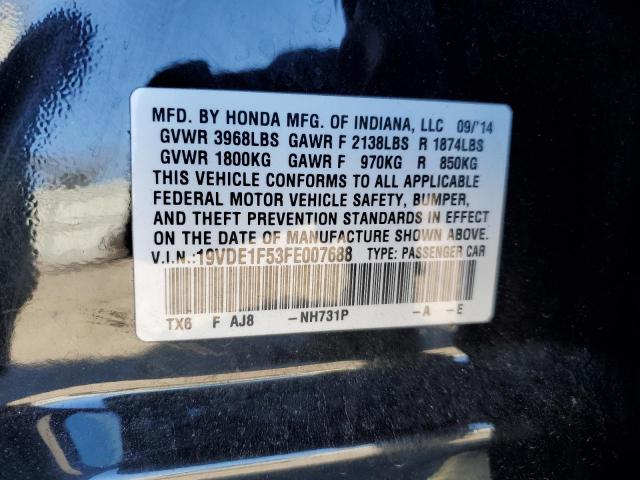 MFD. BY HONDA MFG. OF INDIANA, LLC 09/'14
GVWR 3968LBS GAWR F 2138LBS R 1874LBS
GVWR 1800KG GAWR F 970KG R 850KG
THIS VEHICLE CONFORMS TO ALL APPLICABLE
FEDERAL MOTOR VEHICLE SAFETY, BUMPER,
AND THEFT PREVENTION STANDARDS IN EFFECT
ON THE DATE OF MANUFACTURE SHOWN ABOVE.
V.I.N.:19VDE1F53FE007688 TYPE: PASSENGER CAR
TX6 F AJ8 -NH731P -A -E